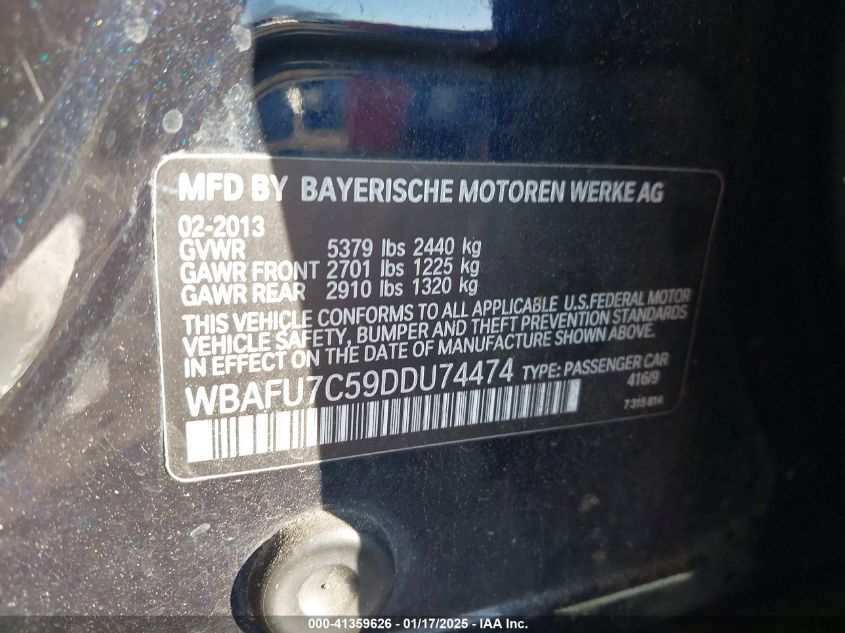 MFD BY BAYERISCHE MOTOREN WERKE AG
02-2013
GVWR 5379 lbs 2440 kg
GAWR FRONT 2701 lbs 1225 kg
GAWR REAR 2910 lbs 1320 kg
THIS VEHICLE CONFORMS TO ALL APPLICABLE U.S.FEDERAL MOTOR
VEHICLE SAFETY, BUMPER AND THEFT PREVENTION STANDARDS
IN EFFECT ON THE DATE OF MANUFACTURE SHOWN ABOVE.
WBAFU7C59DDU74474 TYPE: PASSENGER CAR
416/9
7 315 814
000-41359626 - 01/17/2025 - © IAA Inc.